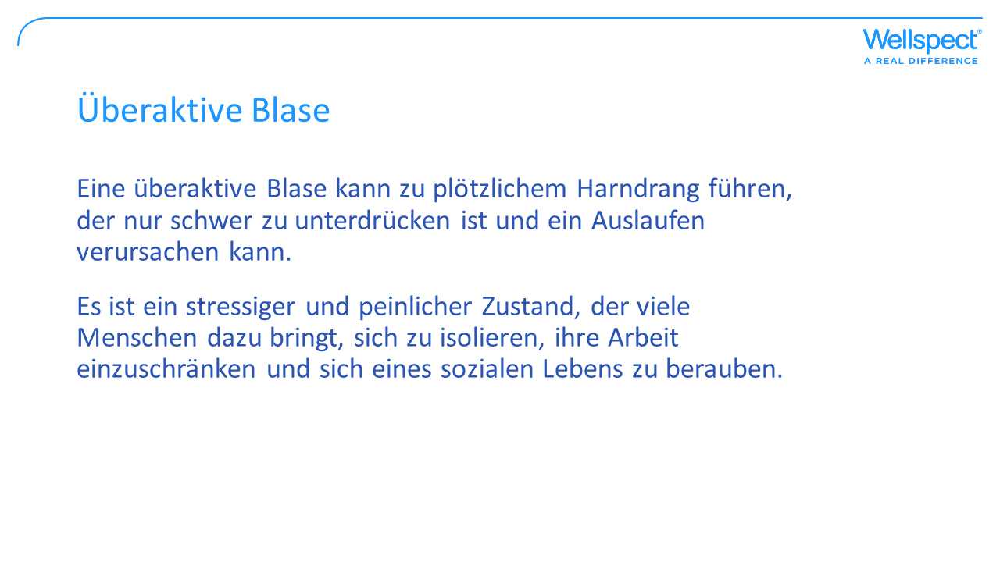 Wellspect®
A REAL DIFFERENCE
Überaktive Blase
Eine überaktive Blase kann zu plötzlichem Harndrang führen,
der nur schwer zu unterdrücken ist und ein Auslaufen
verursachen kann.
Es ist ein stressiger und peinlicher Zustand, der viele
Menschen dazu bringt, sich zu isolieren, ihre Arbeit
einzuschränken und sich eines sozialen Lebens zu berauben.